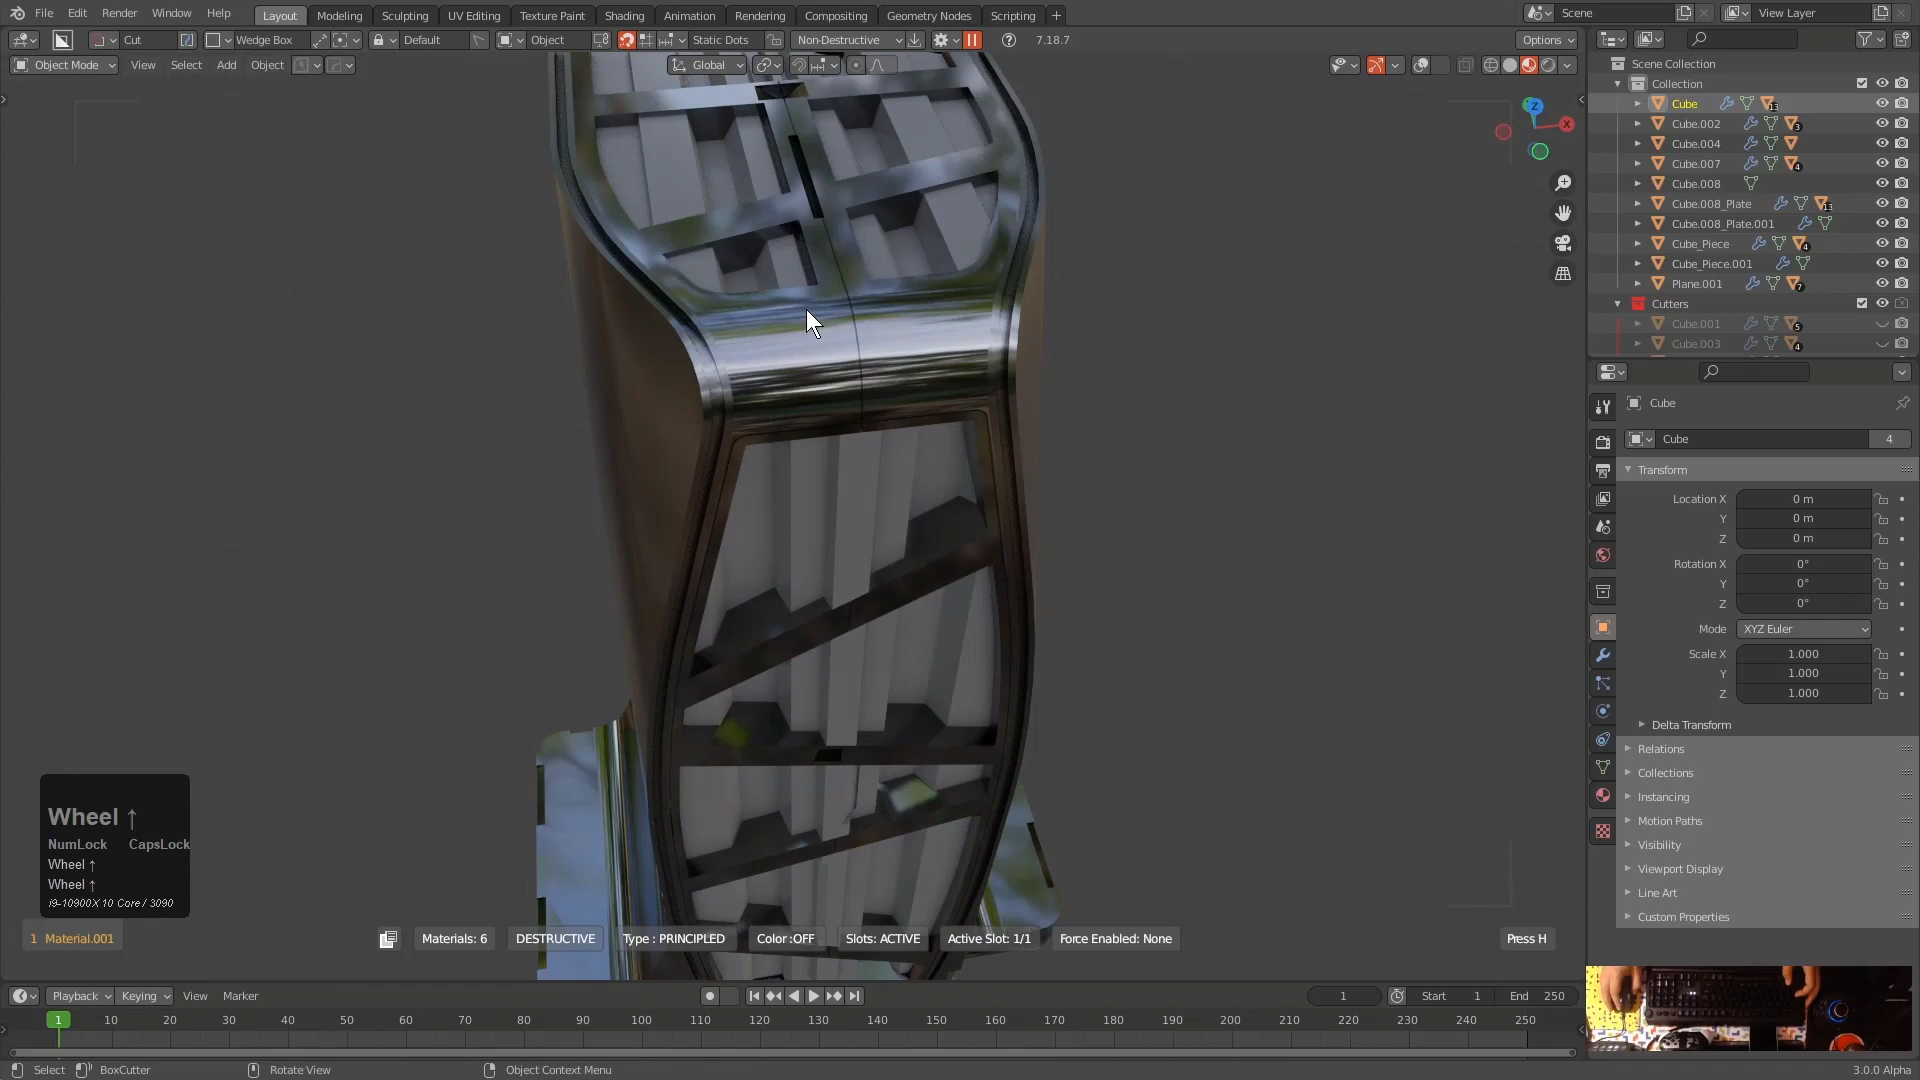 File Edit Render Window Help Layout Modeling Sculpting UV Editing Texture Paint Shading Animation Rendering Compositing Geometry Nodes Scripting + Scene View Layer
Cut Wedge Box Default Object Static Dots Non-Destructive 7.18.7 Options
Object Mode View Select Add Object Global
Scene Collection
Collection
Cube 13
Cube.002 3
Cube.004
Cube.007 4
Cube.008
Cube.008_Plate 13
Cube.008_Plate.001
Cube_Piece 4
Cube_Piece.001
Plane.001 7
Cutters
Cube.001 5
Cube.003 4
Z
X
Cube
Cube 4
Transform
Location X 0 m
Y 0 m
Z 0 m
Rotation X 0°
Y 0°
Z 0°
Mode XYZ Euler
Scale X 1.000
Y 1.000
Z 1.000
Delta Transform
Relations
Collections
Instancing
Motion Paths
Visibility
Viewport Display
Line Art
Custom Properties
Wheel ↑
NumLock CapsLock
Wheel ↑
Wheel ↑
i9-10900X 10 Core / 3090
1 Material.001 Materials: 6 DESTRUCTIVE Type : PRINCIPLED Color :OFF Slots: ACTIVE Active Slot: 1/1 Force Enabled: None Press H
Playback Keying View Marker 1 Start 1 End 250
1 10 20 30 40 50 60 70 80 90 100 110 120 130 140 150 160 170 180 190 200 210 220 230 240 250
Select BoxCutter Rotate View Object Context Menu 3.0.0 Alpha